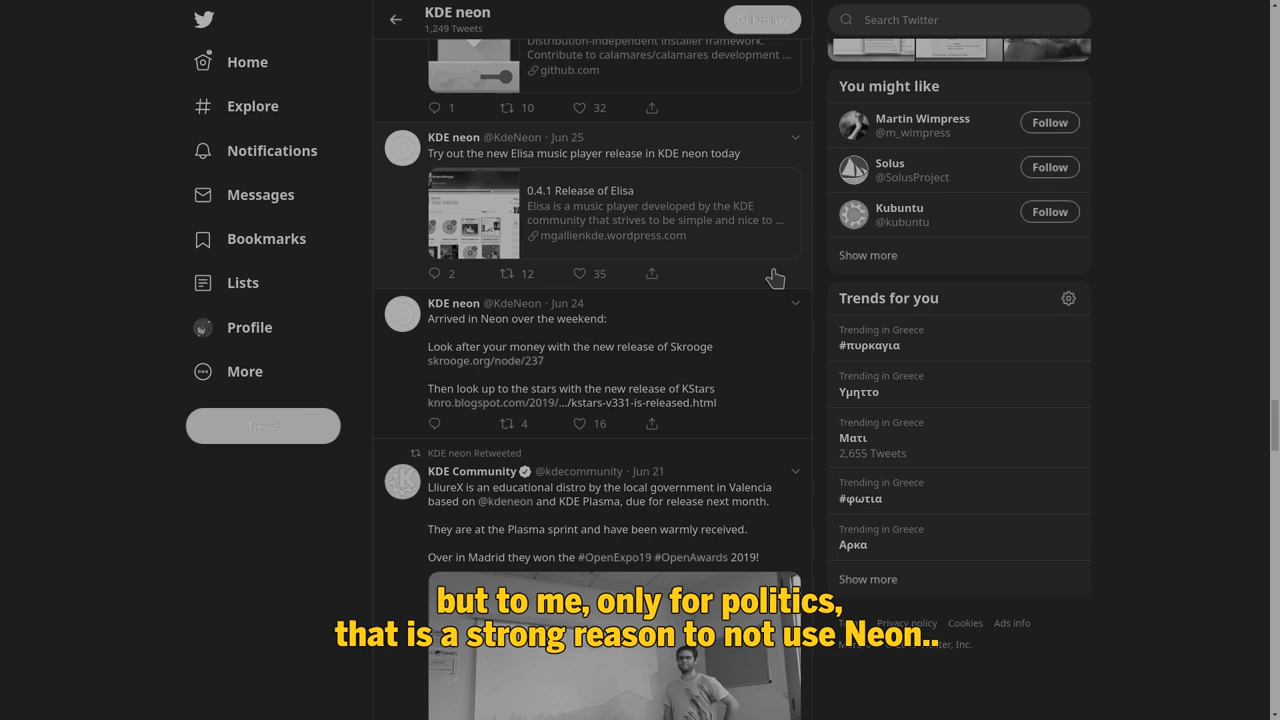 Home
Explore
Notifications
Messages
Bookmarks
Lists
Profile
More
Tweet
KDE neon
1,249 Tweets
Following
Distribution-independent installer framework.
Contribute to calamares/calamares development ...
github.com
1 10 32
KDE neon @KdeNeon · Jun 25
Try out the new Elisa music player release in KDE neon today
0.4.1 Release of Elisa
Elisa is a music player developed by the KDE
community that strives to be simple and nice to ...
mgallienkde.wordpress.com
2 12 35
KDE neon @KdeNeon · Jun 24
Arrived in Neon over the weekend:
Look after your money with the new release of Skrooge
skrooge.org/node/237
Then look up to the stars with the new release of KStars
knro.blogspot.com/2019/.../kstars-v331-is-released.html
4 16
KDE neon Retweeted
KDE Community @kdecommunity · Jun 21
LliureX is an educational distro by the local government in Valencia
based on @kdeneon and KDE Plasma, due for release next month.
They are at the Plasma sprint and have been warmly received.
Over in Madrid they won the #OpenExpo19 #OpenAwards 2019!
but to me, only for politics,
that is a strong reason to not use Neon..
Search Twitter
You might like
Martin Wimpress
@m_wimpress
Follow
Solus
@SolusProject
Follow
Kubuntu
@kubuntu
Follow
Show more
Trends for you
Trending in Greece
#πυρκαγια
Trending in Greece
Υμηττο
Trending in Greece
Ματι
2,655 Tweets
Trending in Greece
#φωτια
Trending in Greece
Αρκα
Show more
Privacy policy Cookies Ads info
Inc.